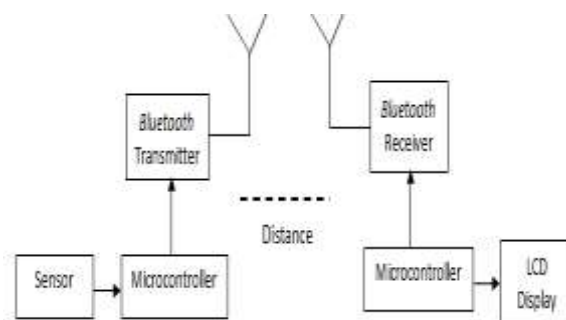 Bluetooth
Transmitter
Bluetooth
Receiver
Distance
Sensor
Microcontroller
Microcontroller
LCD
Display